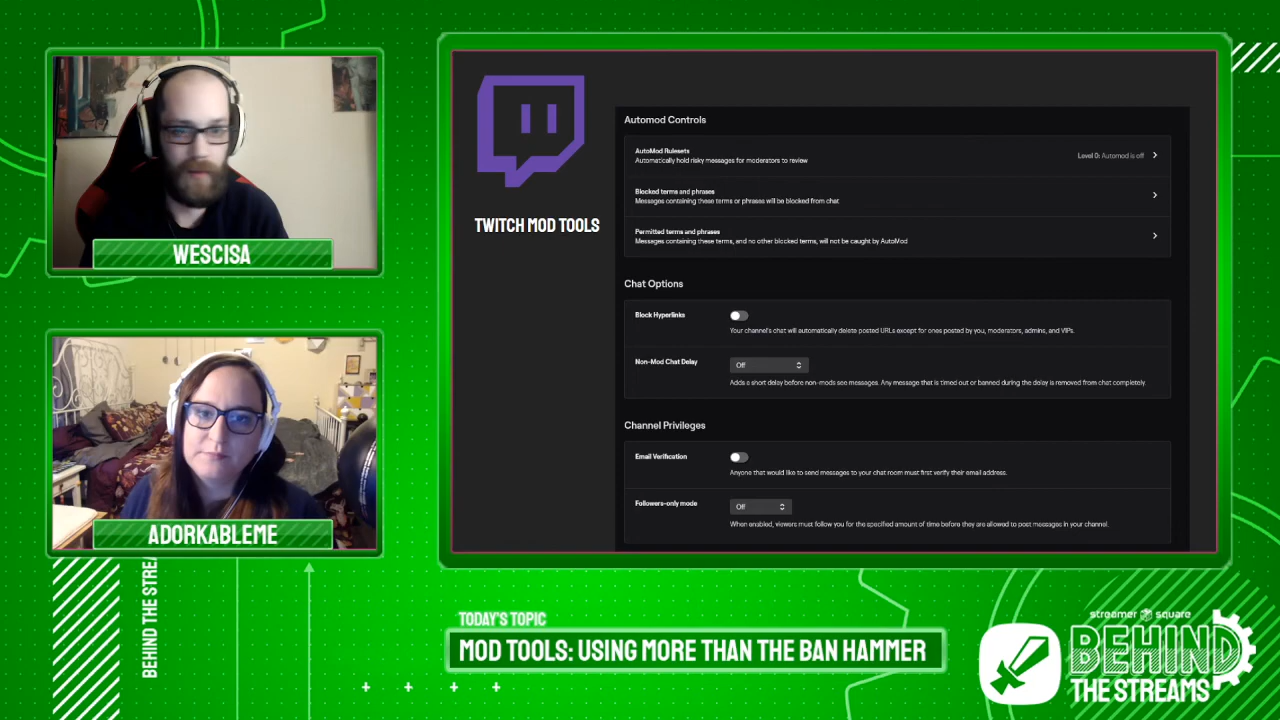 WESCISA
ADORKABLEME
BEHIND THE STREA
TWITCH MOD TOOLS
Automod Controls
AutoMod Rulesets
Automatically hold risky messages for moderators to review
Level 0: Automod is off
Blocked terms and phrases
Messages containing these terms or phrases will be blocked from chat
Permitted terms and phrases
Messages containing these terms, and no other blocked terms, will not be caught by AutoMod
Chat Options
Block Hyperlinks
Your channel's chat will automatically delete posted URLs except for ones posted by you, moderators, admins, and VIPs.
Non-Mod Chat Delay
Off
Adds a short delay before non-mods see messages. Any message that is timed out or banned during the delay is removed from chat completely.
Channel Privileges
Email Verification
Anyone that would like to send messages to your chat room must first verify their email address.
Followers-only mode
Off
When enabled, viewers must follow you for the specified amount of time before they are allowed to post messages in your channel.
TODAY'S TOPIC
MOD TOOLS: USING MORE THAN THE BAN HAMMER
streamer square
BEHIND
THE STREAMS